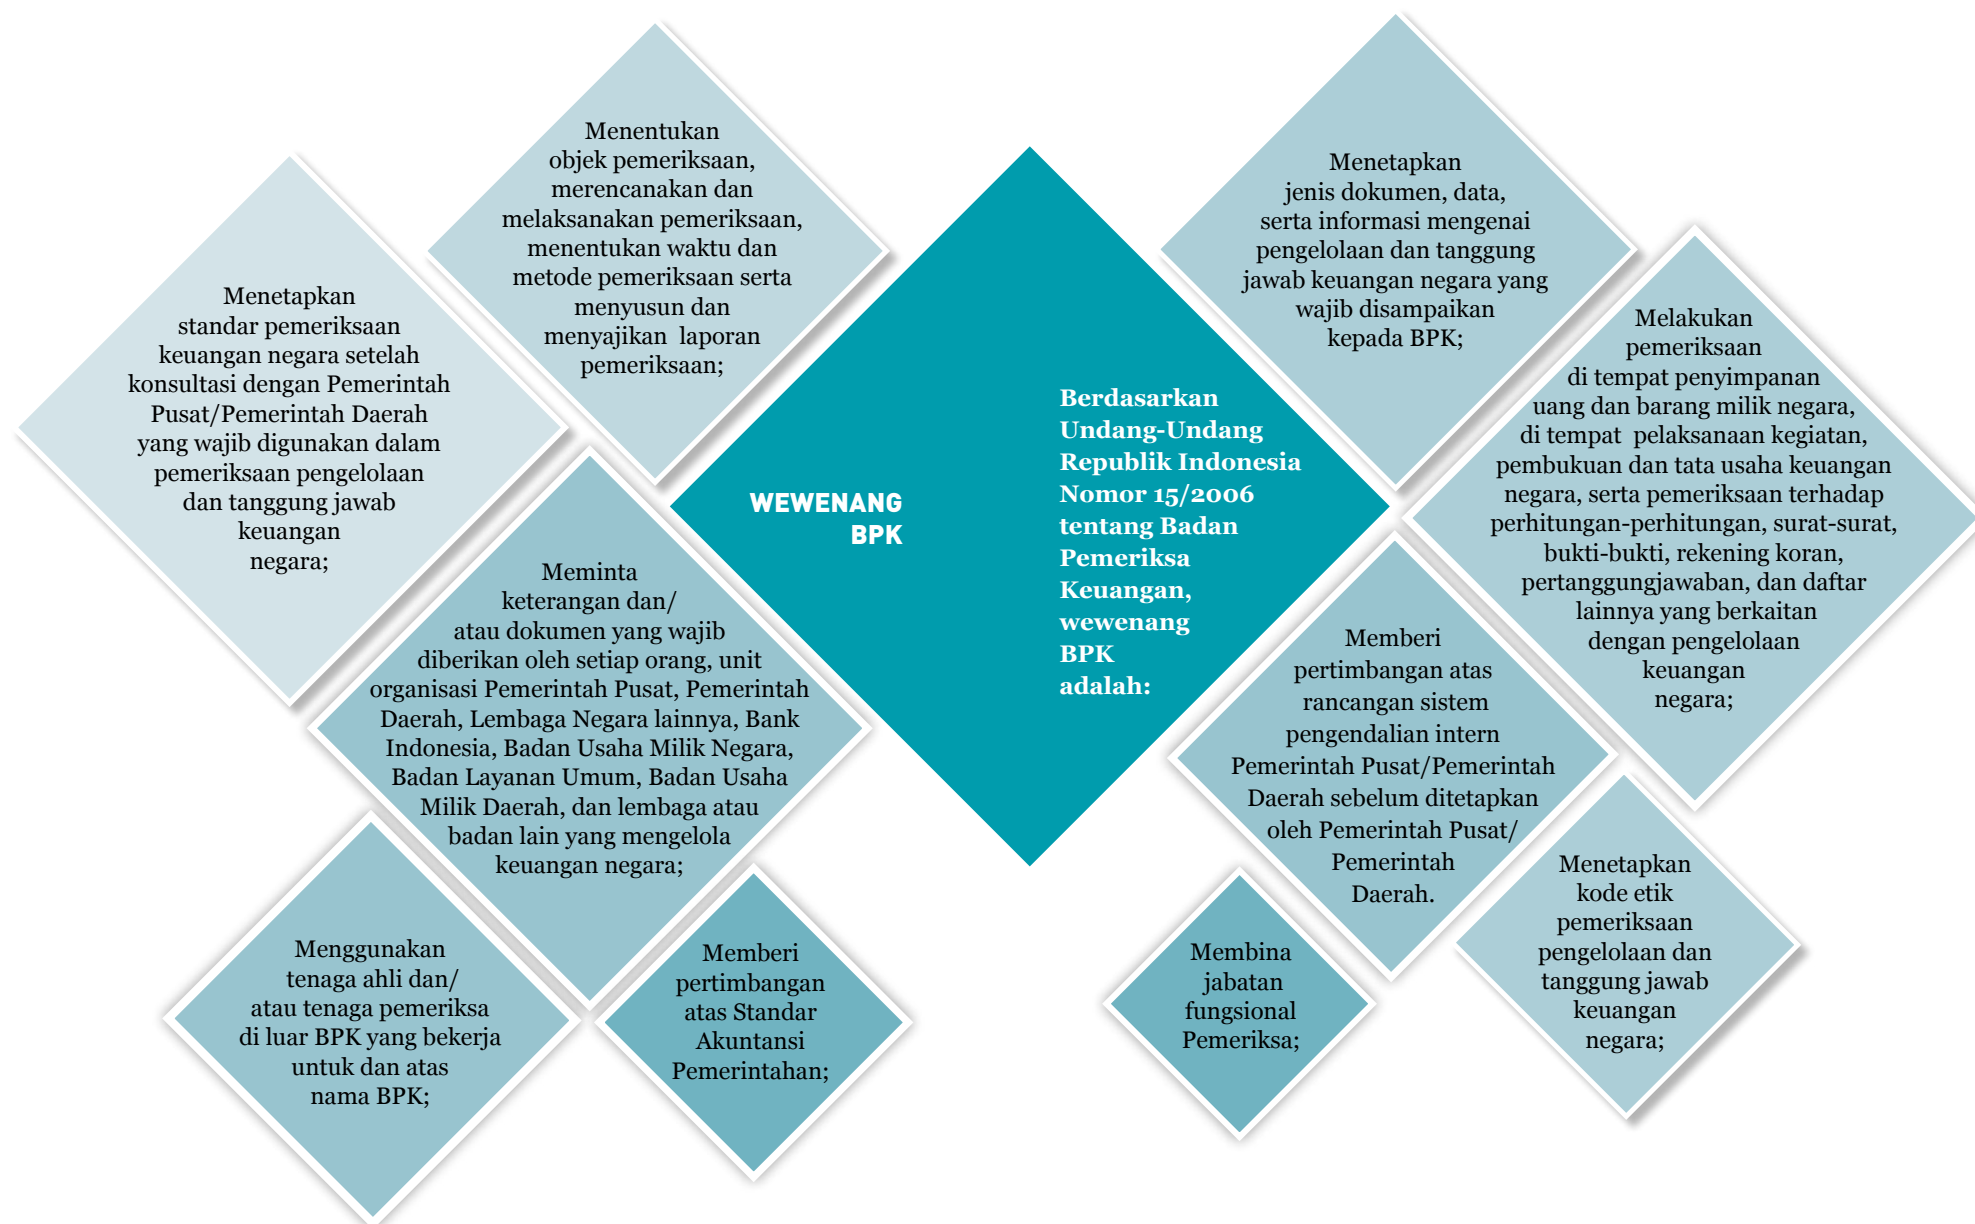 WEWENANG
BPK
Berdasarkan
Undang-Undang
Republik Indonesia
Nomor 15/2006
tentang Badan
Pemeriksa
Keuangan,
wewenang
BPK
adalah:
Menentukan
objek pemeriksaan,
merencanakan dan
melaksanakan pemeriksaan,
menentukan waktu dan
metode pemeriksaan serta
menyusun dan
menyajikan laporan
pemeriksaan;
Menetapkan
standar pemeriksaan
keuangan negara setelah
konsultasi dengan Pemerintah
Pusat/Pemerintah Daerah
yang wajib digunakan dalam
pemeriksaan pengelolaan
dan tanggung jawab
keuangan
negara;
Meminta
keterangan dan/
atau dokumen yang wajib
diberikan oleh setiap orang, unit
organisasi Pemerintah Pusat, Pemerintah
Daerah, Lembaga Negara lainnya, Bank
Indonesia, Badan Usaha Milik Negara,
Badan Layanan Umum, Badan Usaha
Milik Daerah, dan lembaga atau
badan lain yang mengelola
keuangan negara;
Menggunakan
tenaga ahli dan/
atau tenaga pemeriksa
di luar BPK yang bekerja
untuk dan atas
nama BPK;
Memberi
pertimbangan
atas Standar
Akuntansi
Pemerintahan;
Menetapkan
jenis dokumen, data,
serta informasi mengenai
pengelolaan dan tanggung
jawab keuangan negara yang
wajib disampaikan
kepada BPK;
Melakukan
pemeriksaan
di tempat penyimpanan
uang dan barang milik negara,
di tempat pelaksanaan kegiatan,
pembukuan dan tata usaha keuangan
negara, serta pemeriksaan terhadap
perhitungan-perhitungan, surat-surat,
bukti-bukti, rekening koran,
pertanggungjawaban, dan daftar
lainnya yang berkaitan
dengan pengelolaan
keuangan
negara;
Memberi
pertimbangan atas
rancangan sistem
pengendalian intern
Pemerintah Pusat/Pemerintah
Daerah sebelum ditetapkan
oleh Pemerintah Pusat/
Pemerintah
Daerah.
Menetapkan
kode etik
pemeriksaan
pengelolaan dan
tanggung jawab
keuangan
negara;
Membina
jabatan
fungsional
Pemeriksa;